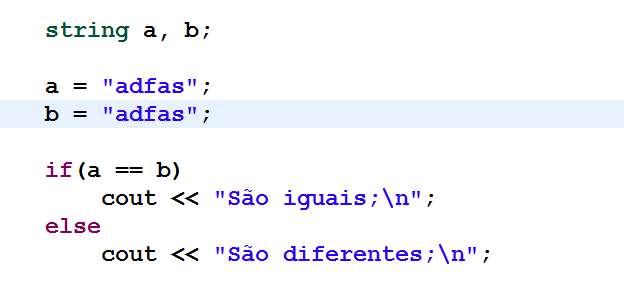 string a, b;
a = "adfas";
b = "adfas";
if(a == b)
cout << "São iguais;\n";
else
cout << "São diferentes;\n";